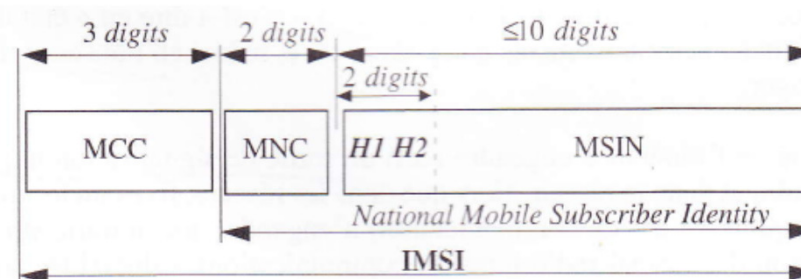 3 digits 2 digits ≤10 digits
2 digits
MCC MNC H1 H2 MSIN
National Mobile Subscriber Identity
IMSI